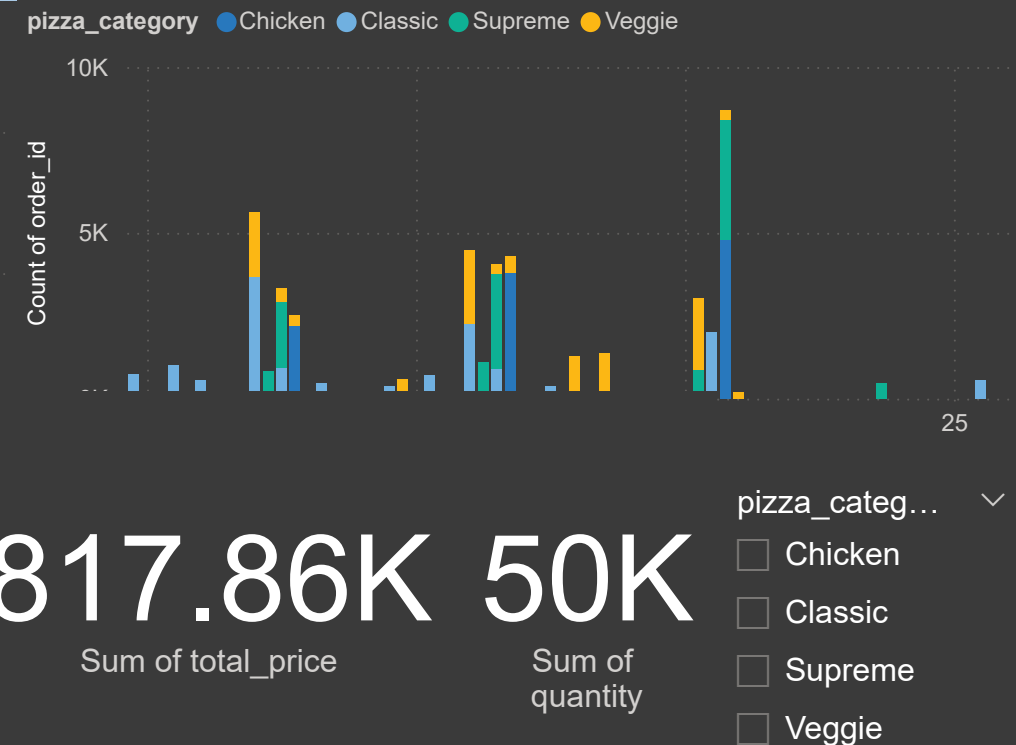 pizza_category Chicken Classic Supreme Veggie
10K
5K
Count of order_id
25
817.86K
Sum of total_price
50K
Sum of
quantity
pizza_categ…
Chicken
Classic
Supreme
Veggie